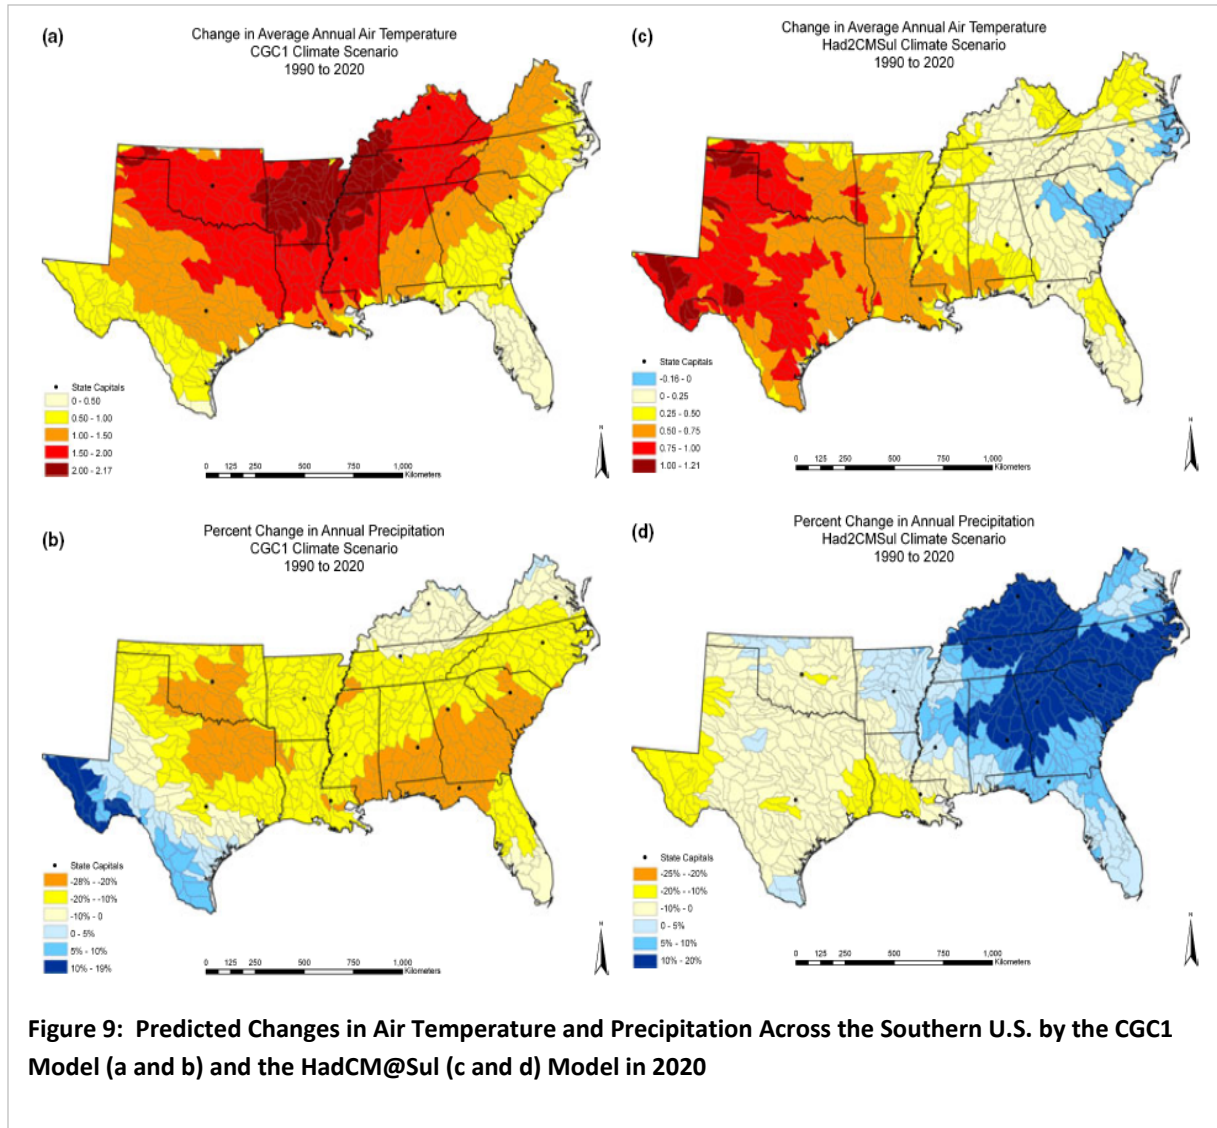 (a)
Change in Average Annual Air Temperature
CGC1 Climate Scenario
1990 to 2020
State Capitals
0 - 0.50
0.50 - 1.00
1.00 - 1.50
1.50 - 2.00
2.00 - 2.17
0 125 250 500 750 1,000
Kilometers
N
(c)
Change in Average Annual Air Temperature
Had2CMSul Climate Scenario
1990 to 2020
State Capitals
-0.16 - 0
0 - 0.25
0.25 - 0.50
0.50 - 0.75
0.75 - 1.00
1.00 - 1.21
0 125 250 500 750 1,000
Kilometers
N
(b)
Percent Change in Annual Precipitation
CGC1 Climate Scenario
1990 to 2020
State Capitals
-28% - -20%
-20% - -10%
-10% - 0
0 - 5%
5% - 10%
10% - 19%
0 125 250 500 750 1,000
Kilometers
N
(d)
Percent Change in Annual Precipitation
Had2CMSul Climate Scenario
1990 to 2020
State Capitals
-25% - -20%
-20% - -10%
-10% - 0
0 - 5%
5% - 10%
10% - 20%
0 125 250 500 750 1,000
Kilometers
N
Figure 9: Predicted Changes in Air Temperature and Precipitation Across the Southern U.S. by the CGC1
Model (a and b) and the HadCM@Sul (c and d) Model in 2020